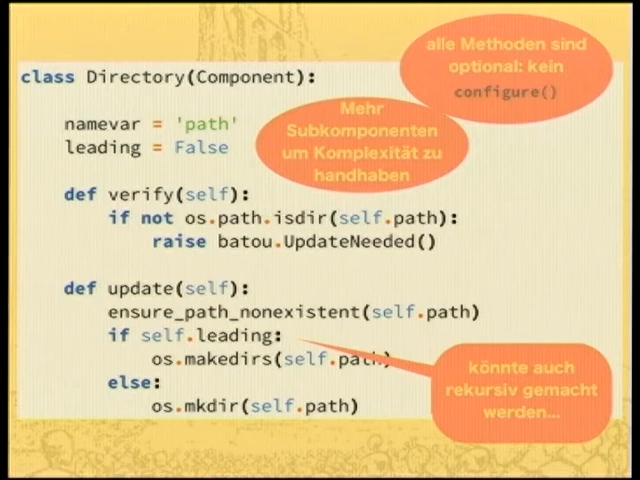 alle Methoden sind
optional: kein
configure()
class Directory(Component):
Mehr
Subkomponenten
um Komplexität zu
handhaben
namevar = 'path'
leading = False
def verify(self):
if not os.path.isdir(self.path):
raise batou.UpdateNeeded()
def update(self):
ensure_path_nonexistent(self.path)
if self.leading:
os.makedirs(self.path)
else:
os.mkdir(self.path)
könnte auch
rekursiv gemacht
werden...